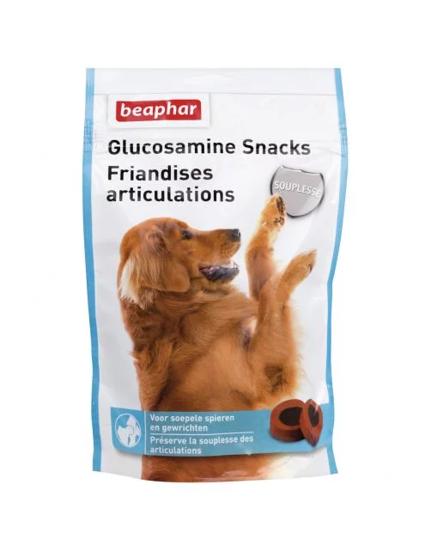 beaphar
Glucosamine Snacks
Friandises
articulations
SOUPLESSE
Voor soepele spieren
en gewrichten
Préserve la souplesse des
articulations